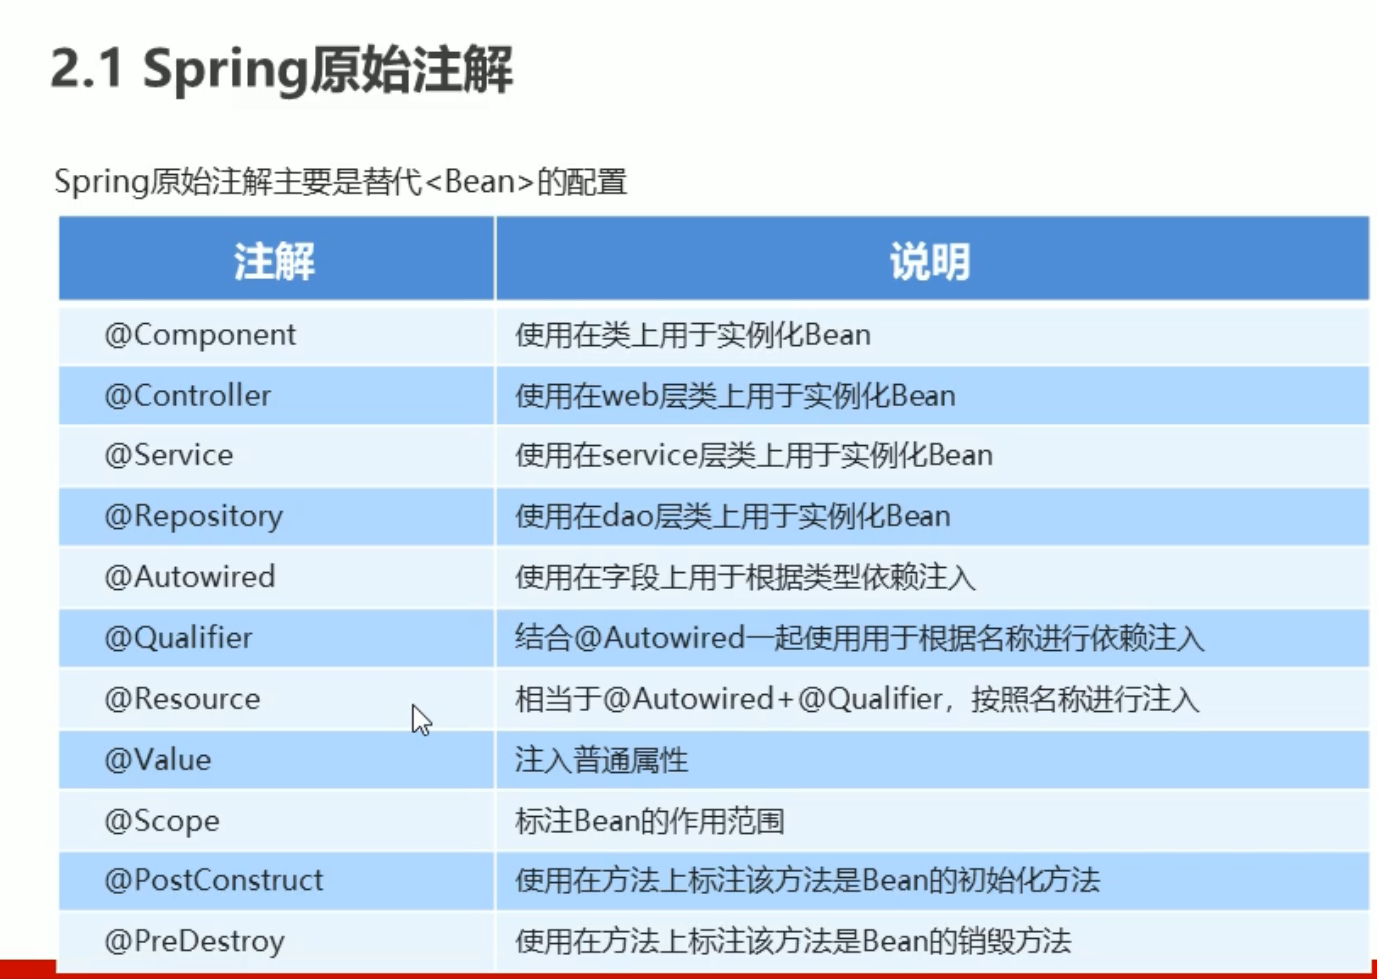 2.1 Spring原始注解
Spring原始注解主要是替代<Bean>的配置
注解 说明
@Component 使用在类上用于实例化Bean
@Controller 使用在web层类上用于实例化Bean
@Service 使用在service层类上用于实例化Bean
@Repository 使用在dao层类上用于实例化Bean
@Autowired 使用在字段上用于根据类型依赖注入
@Qualifier 结合@Autowired一起使用用于根据名称进行依赖注入
@Resource 相当于@Autowired+@Qualifier，按照名称进行注入
@Value 注入普通属性
@Scope 标注Bean的作用范围
@PostConstruct 使用在方法上标注该方法是Bean的初始化方法
@PreDestroy 使用在方法上标注该方法是Bean的销毁方法